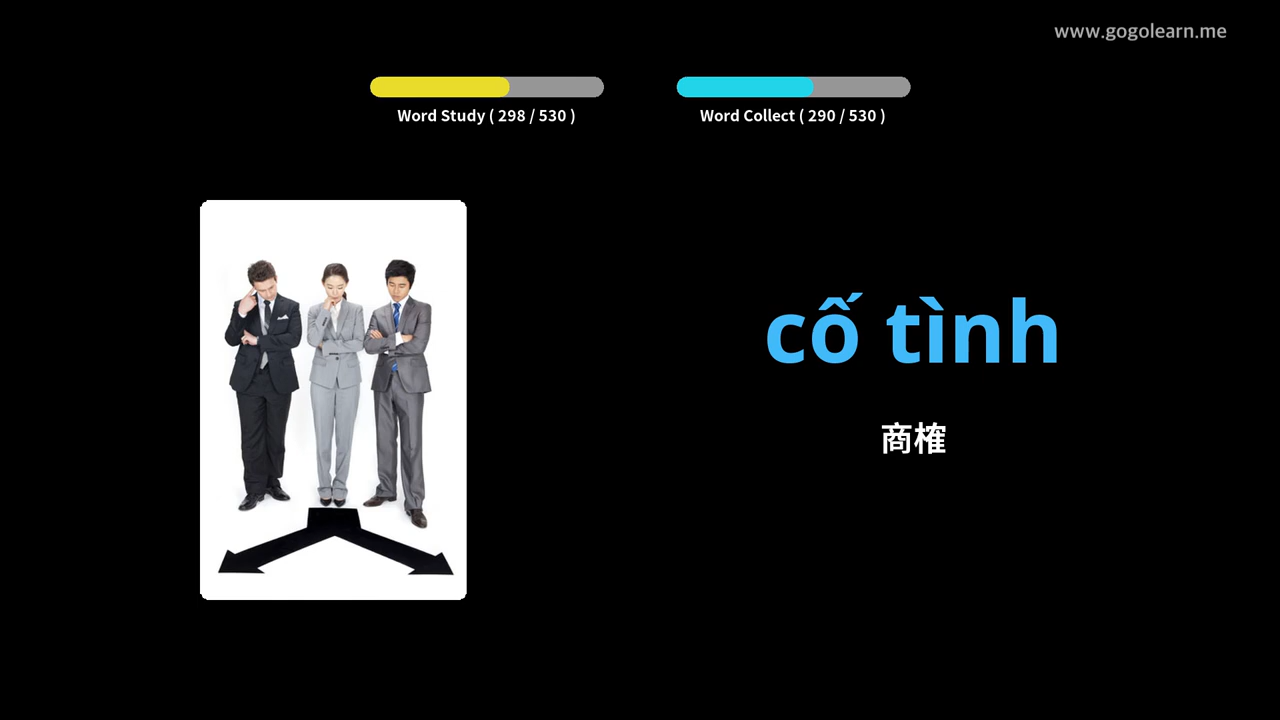 www.gogolearn.me
Word Study ( 298 / 530 )
Word Collect ( 290 / 530 )
cố tình
商榷